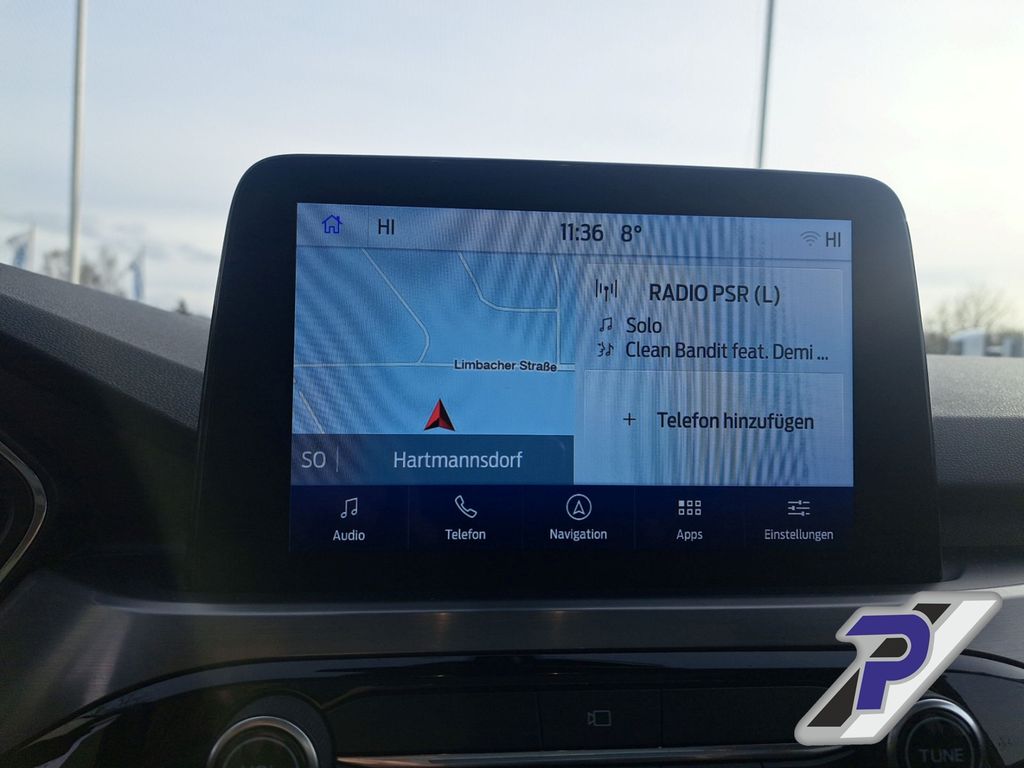 HI
11:36 8°
HI
RADIO PSR (L)
Solo
Clean Bandit feat. Demi ...
Limbacher Straße
+ Telefon hinzufügen
SO | Hartmannsdorf
Audio
Telefon
Navigation
Apps
Einstellungen
P
TUNE